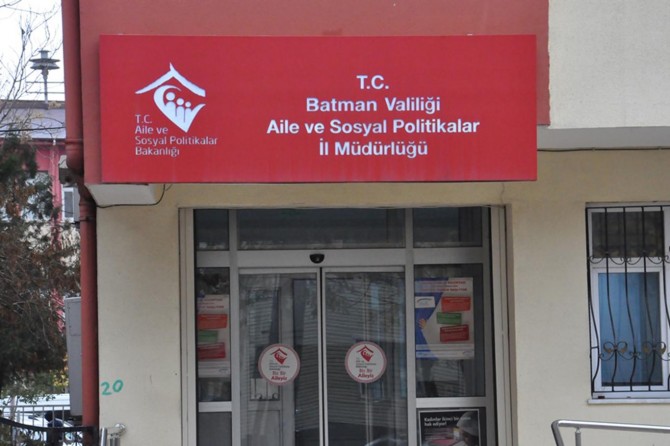 T.C.
Aile ve
Sosyal Politikalar
Bakanlığı
T.C.
Batman Valiliği
Aile ve Sosyal Politikalar
İl Müdürlüğü
20